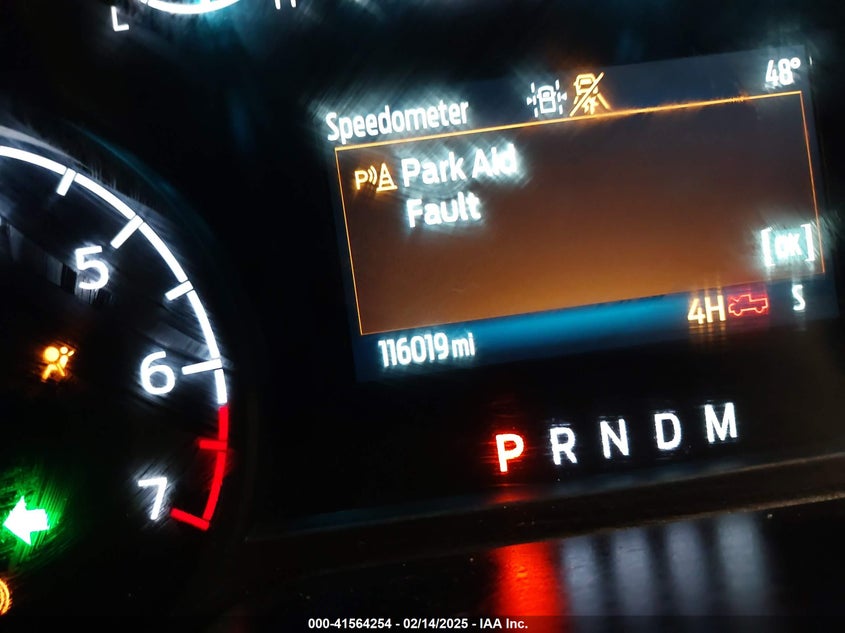 L
Speedometer
48°
P Park Aid
Fault
[OK]
4H
S
116019 mi
5
6
7
P R N D M
000-41564254 - 02/14/2025 - IAA Inc.